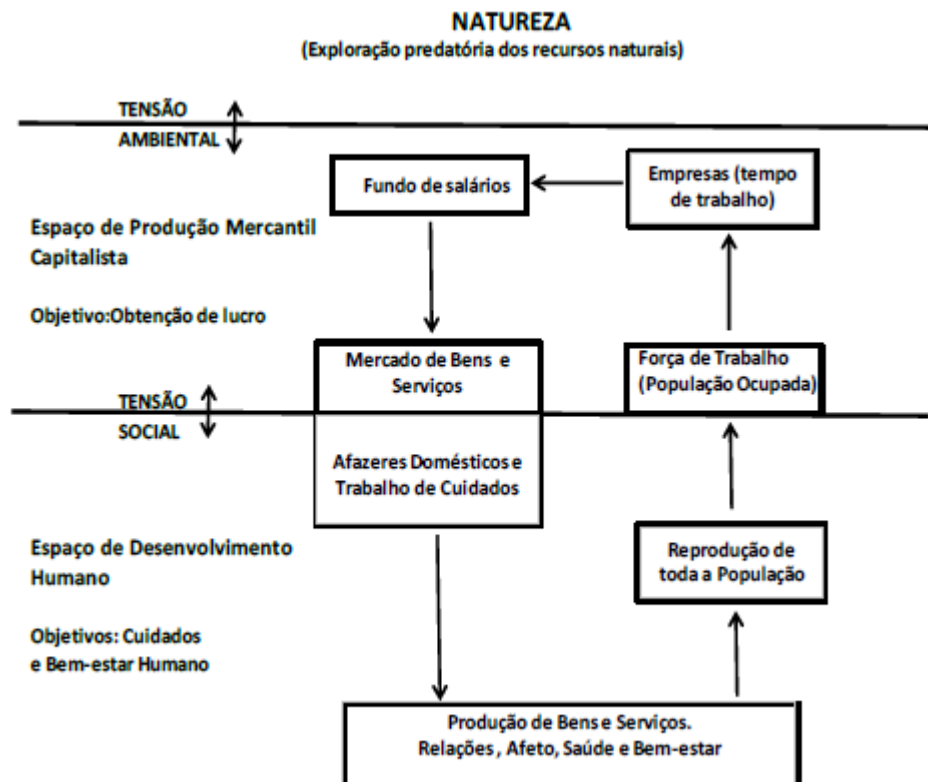 NATUREZA
(Exploração predatória dos recursos naturais)
TENSÃO
AMBIENTAL
Fundo de salários
Empresas (tempo
de trabalho)
Espaço de Produção Mercantil
Capitalista
Objetivo:Obtenção de lucro
Mercado de Bens e
Serviços
Força de Trabalho
(População Ocupada)
TENSÃO
SOCIAL
Afazeres Domésticos e
Trabalho de Cuidados
Espaço de Desenvolvimento
Humano
Reprodução de
toda a População
Objetivos: Cuidados
e Bem-estar Humano
Produção de Bens e Serviços.
Relações , Afeto, Saúde e Bem-estar